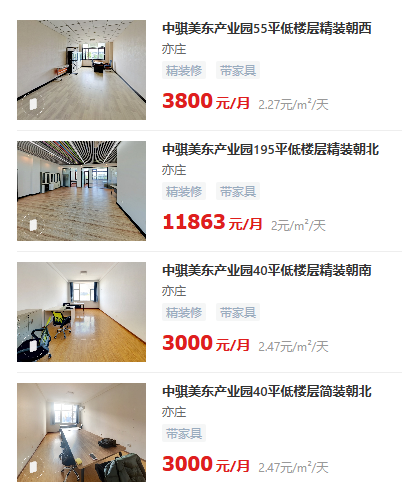 中骐美东产业园55平低楼层精装朝西
亦庄
精装修 带家具
3800元/月 2.27元/m²/天
中骐美东产业园195平低楼层精装朝北
亦庄
精装修 带家具
11863元/月 2元/m²/天
中骐美东产业园40平低楼层精装朝南
亦庄
精装修 带家具
3000元/月 2.47元/m²/天
中骐美东产业园40平低楼层简装朝北
亦庄
带家具
3000元/月 2.47元/m²/天